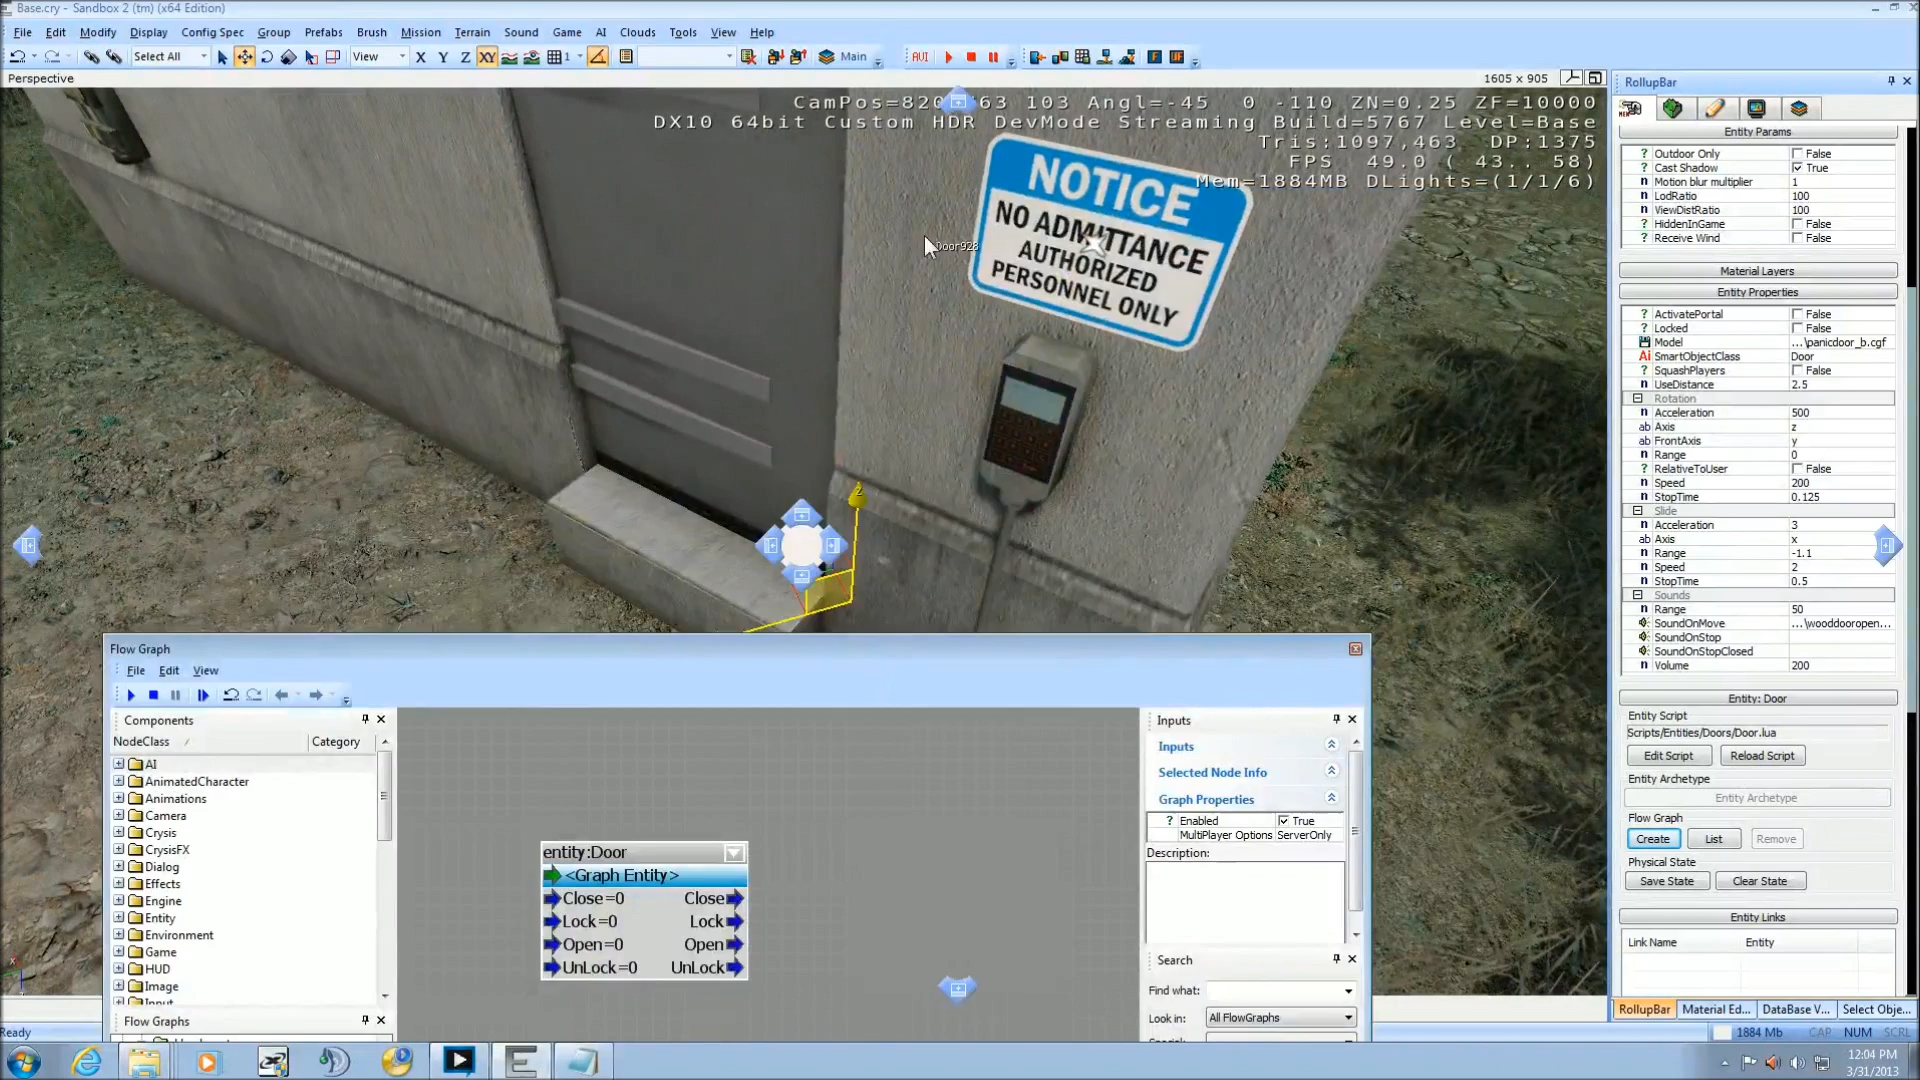 Base.cry - Sandbox 2 (tm) (x64 Edition)
File Edit Modify Display Config Spec Group Prefabs Brush Mission Terrain Sound Game AI Clouds Tools View Help
Select All View X Y Z XY 1 Main AVI
Perspective 1605 x 905
DX10 64bit Custom HDR DevMode Streaming Build=5767 Level=Base
Tris:1097,463 DP:1375
FPS 49.0 ( 43.. 58)
Mem=1884MB DLights=(1/1/6)
NOTICE
NO ADMITTANCE
AUTHORIZED
PERSONNEL ONLY
Door928
z
RollupBar
Entity Params
Outdoor Only False
Cast Shadow True
Motion blur multiplier 1
LodRatio 100
ViewDistRatio 100
HiddenInGame False
Receive Wind False
Material Layers
Entity Properties
ActivatePortal False
Locked False
Model ...\panicdoor_b.cgf
SmartObjectClass Door
SquashPlayers False
UseDistance 2.5
Rotation
Acceleration 500
Axis z
FrontAxis y
Range 0
RelativeToUser False
Speed 200
StopTime 0.125
Slide
Acceleration 3
Axis x
Range -1.1
Speed 2
StopTime 0.5
Sounds
Range 50
SoundOnMove ...\wooddooropen...
SoundOnStop
SoundOnStopClosed
Volume 200
Entity: Door
Entity Script
Scripts/Entities/Doors/Door.lua
Edit Script Reload Script
Entity Archetype
Entity Archetype
Flow Graph
Create List Remove
Physical State
Save State Clear State
Entity Links
Link Name Entity
RollupBar Material Ed... DataBase V... Select Obje...
Flow Graph
File Edit View
Components
NodeClass Category
AI
AnimatedCharacter
Animations
Camera
Crysis
CrysisFX
Dialog
Effects
Engine
Entity
Environment
Game
HUD
Image
Input
Flow Graphs
entity:Door
<Graph Entity>
Close=0 Close
Lock=0 Lock
Open=0 Open
UnLock=0 UnLock
Inputs
Inputs
Selected Node Info
Graph Properties
Enabled True
MultiPlayer Options ServerOnly
Description:
Search
Find what:
Look in: All FlowGraphs
Ready
1884 Mb CAP NUM SCRL
12:04 PM
3/31/2013